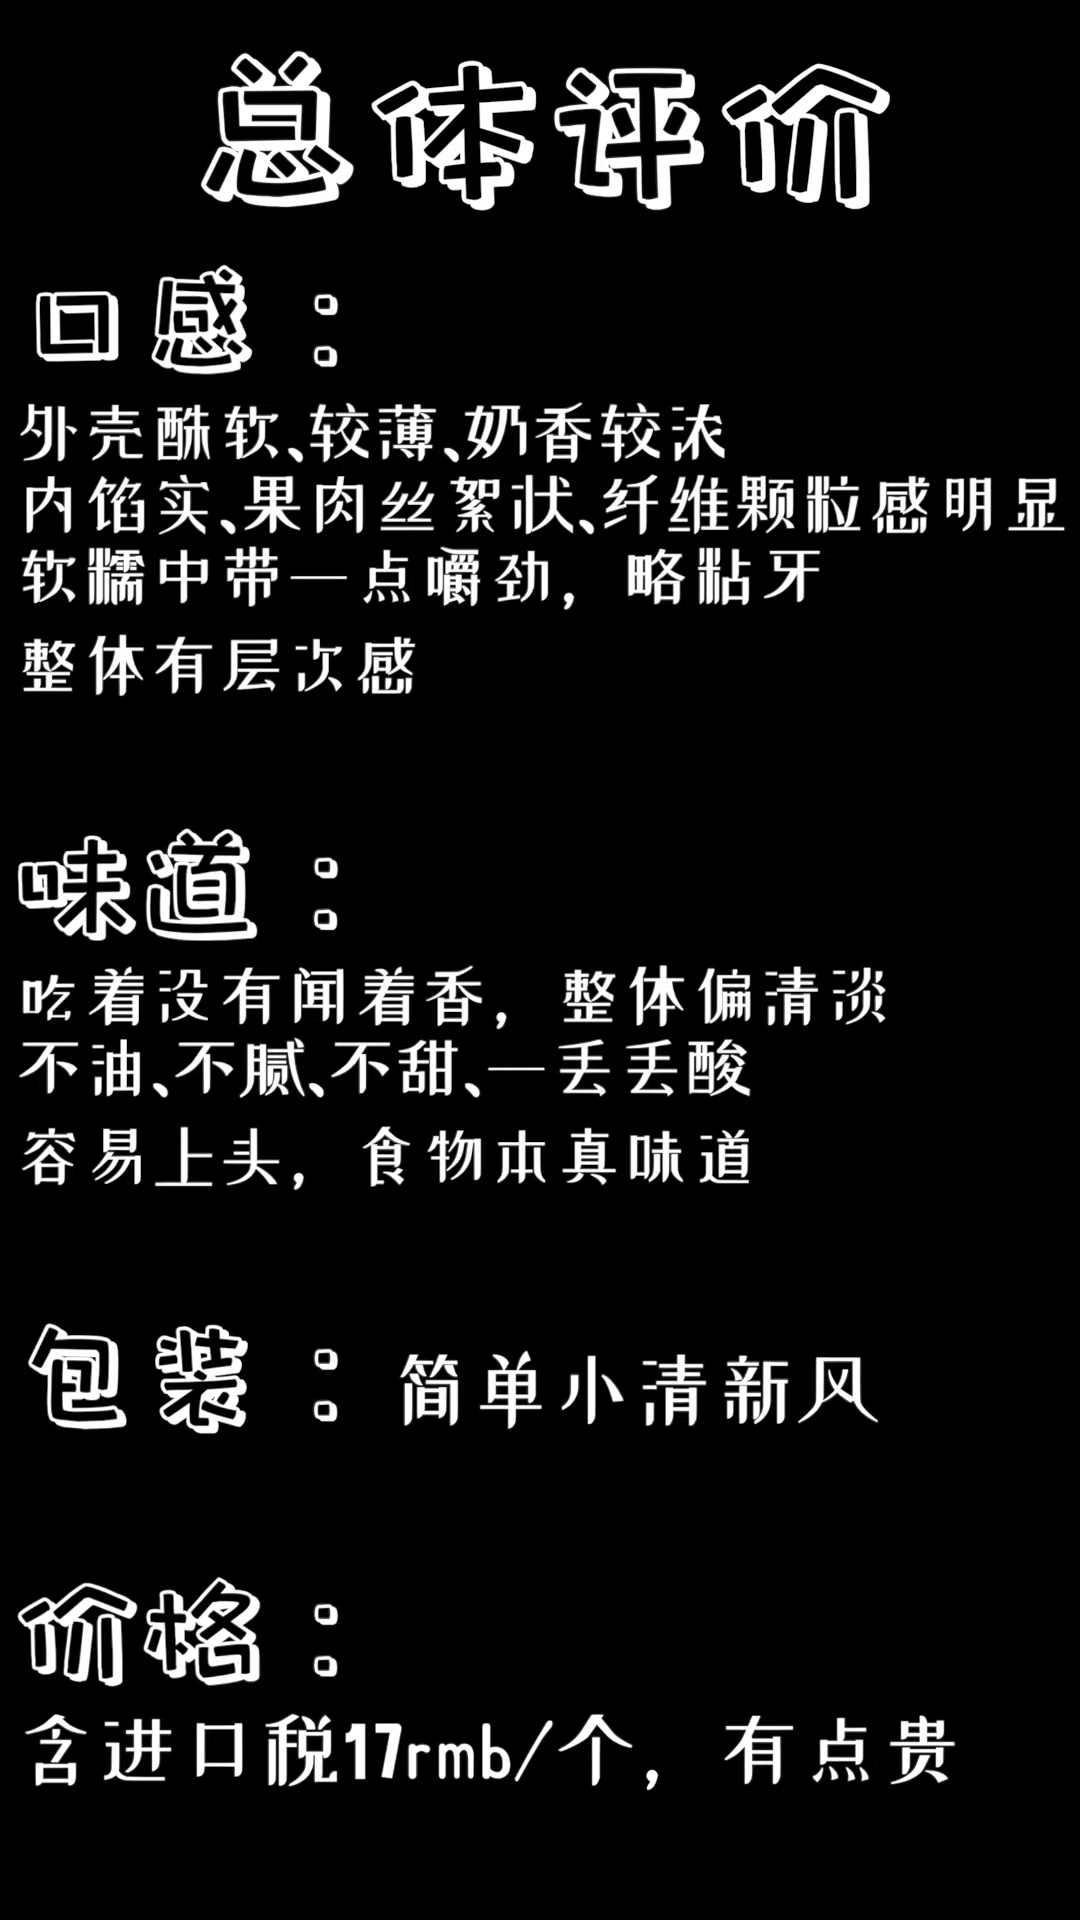 总体评价
口感：
外壳酥软、较薄、奶香较浓
内馅实、果肉丝絮状、纤维颗粒感明显
软糯中带一点嚼劲，略粘牙
整体有层次感
味道：
吃着没有闻着香，整体偏清淡
不油、不腻、不甜、一丢丢酸
容易上头，食物本真味道
包装：简单小清新风
价格：
含进口税17rmb/个，有点贵